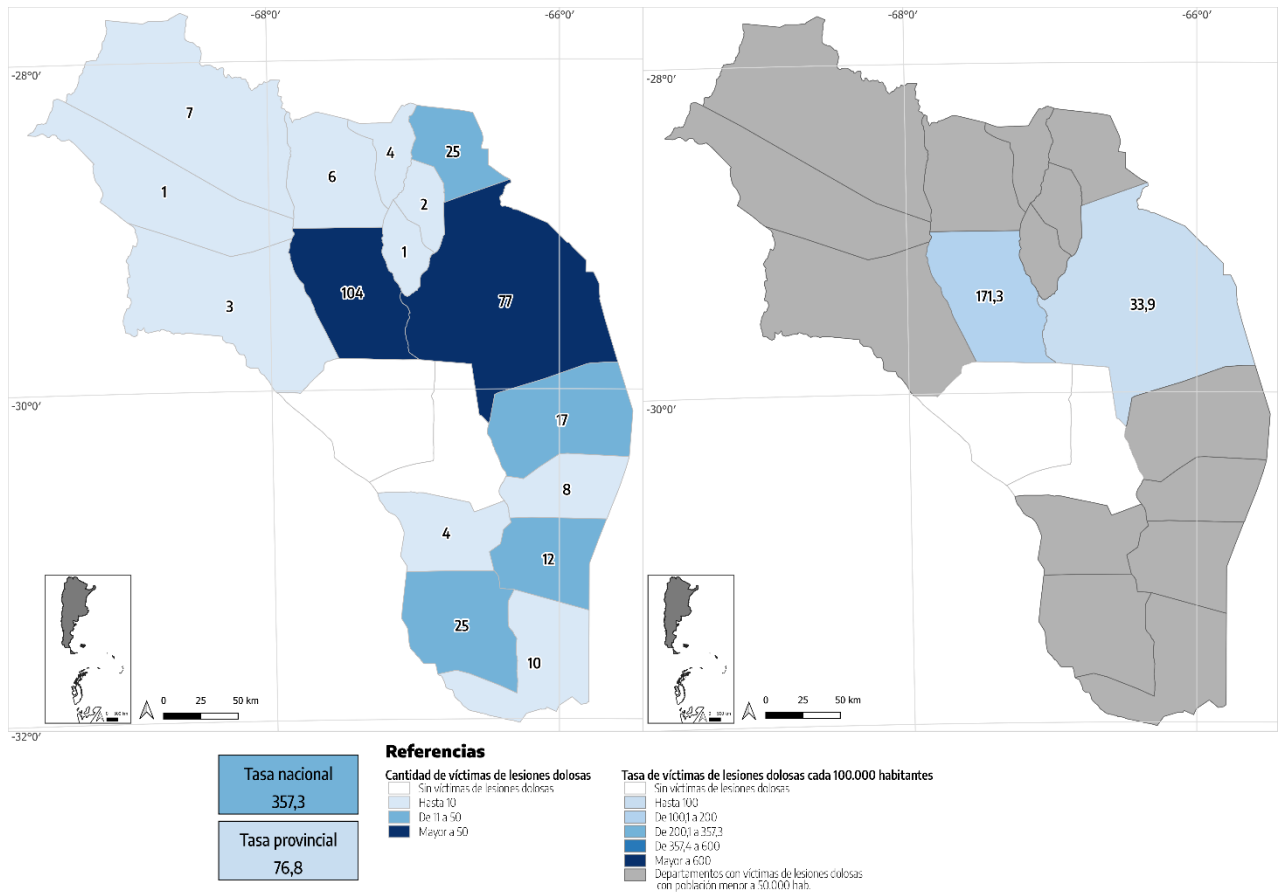 -68°0'
-66°0'
-28°0'
7
4
25
6
1
2
1
104
77
3
-30°0'
17
8
4
12
25
10
0 25 50 km
-32°0'
-68°0'
-66°0'
-28°0'
171,3
33,9
-30°0'
0 25 50 km
Tasa nacional
357,3
Tasa provincial
76,8
Referencias
Cantidad de víctimas de lesiones dolosas
Sin víctimas de lesiones dolosas
Hasta 10
De 11 a 50
Mayor a 50
Tasa de víctimas de lesiones dolosas cada 100.000 habitantes
Sin víctimas de lesiones dolosas
Hasta 100
De 100,1 a 200
De 200,1 a 357,3
De 357,4 a 600
Mayor a 600
Departamentos con víctimas de lesiones dolosas
con población menor a 50.000 hab.